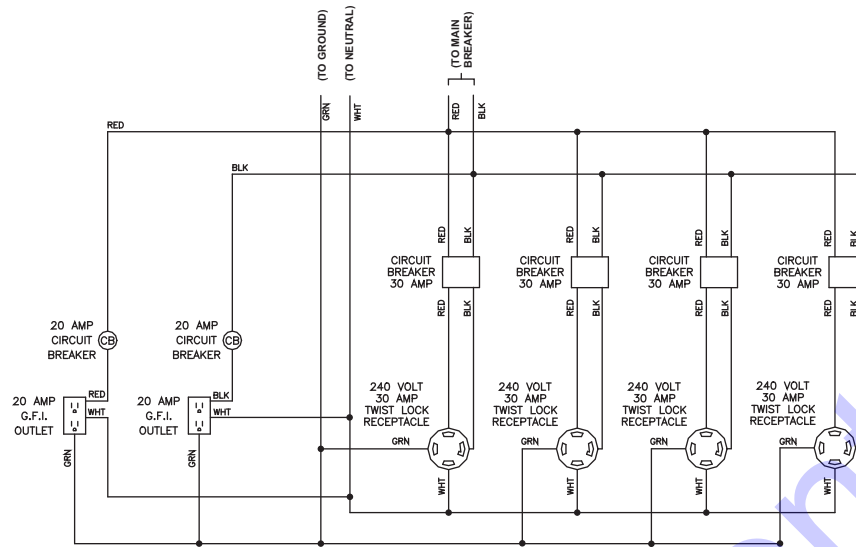 (TO GROUND)
(TO NEUTRAL)
(TO MAIN
BREAKER)
GRN
WHT
RED
BLK
RED
BLK
RED
BLK
RED
BLK
RED
BLK
RED
BLK
CIRCUIT
BREAKER
30 AMP
CIRCUIT
BREAKER
30 AMP
CIRCUIT
BREAKER
30 AMP
CIRCUIT
BREAKER
30 AMP
RED
BLK
RED
BLK
RED
BLK
RED
BLK
20 AMP
CIRCUIT
BREAKER
CB
20 AMP
CIRCUIT
BREAKER
CB
20 AMP
G.F.I.
OUTLET
RED
WHT
GRN
20 AMP
G.F.I.
OUTLET
BLK
WHT
GRN
240 VOLT
30 AMP
TWIST LOCK
RECEPTACLE
GRN
WHT
240 VOLT
30 AMP
TWIST LOCK
RECEPTACLE
GRN
WHT
240 VOLT
30 AMP
TWIST LOCK
RECEPTACLE
GRN
WHT
240 VOLT
30 AMP
TWIST LOCK
RECEPTACLE
GRN
WHT